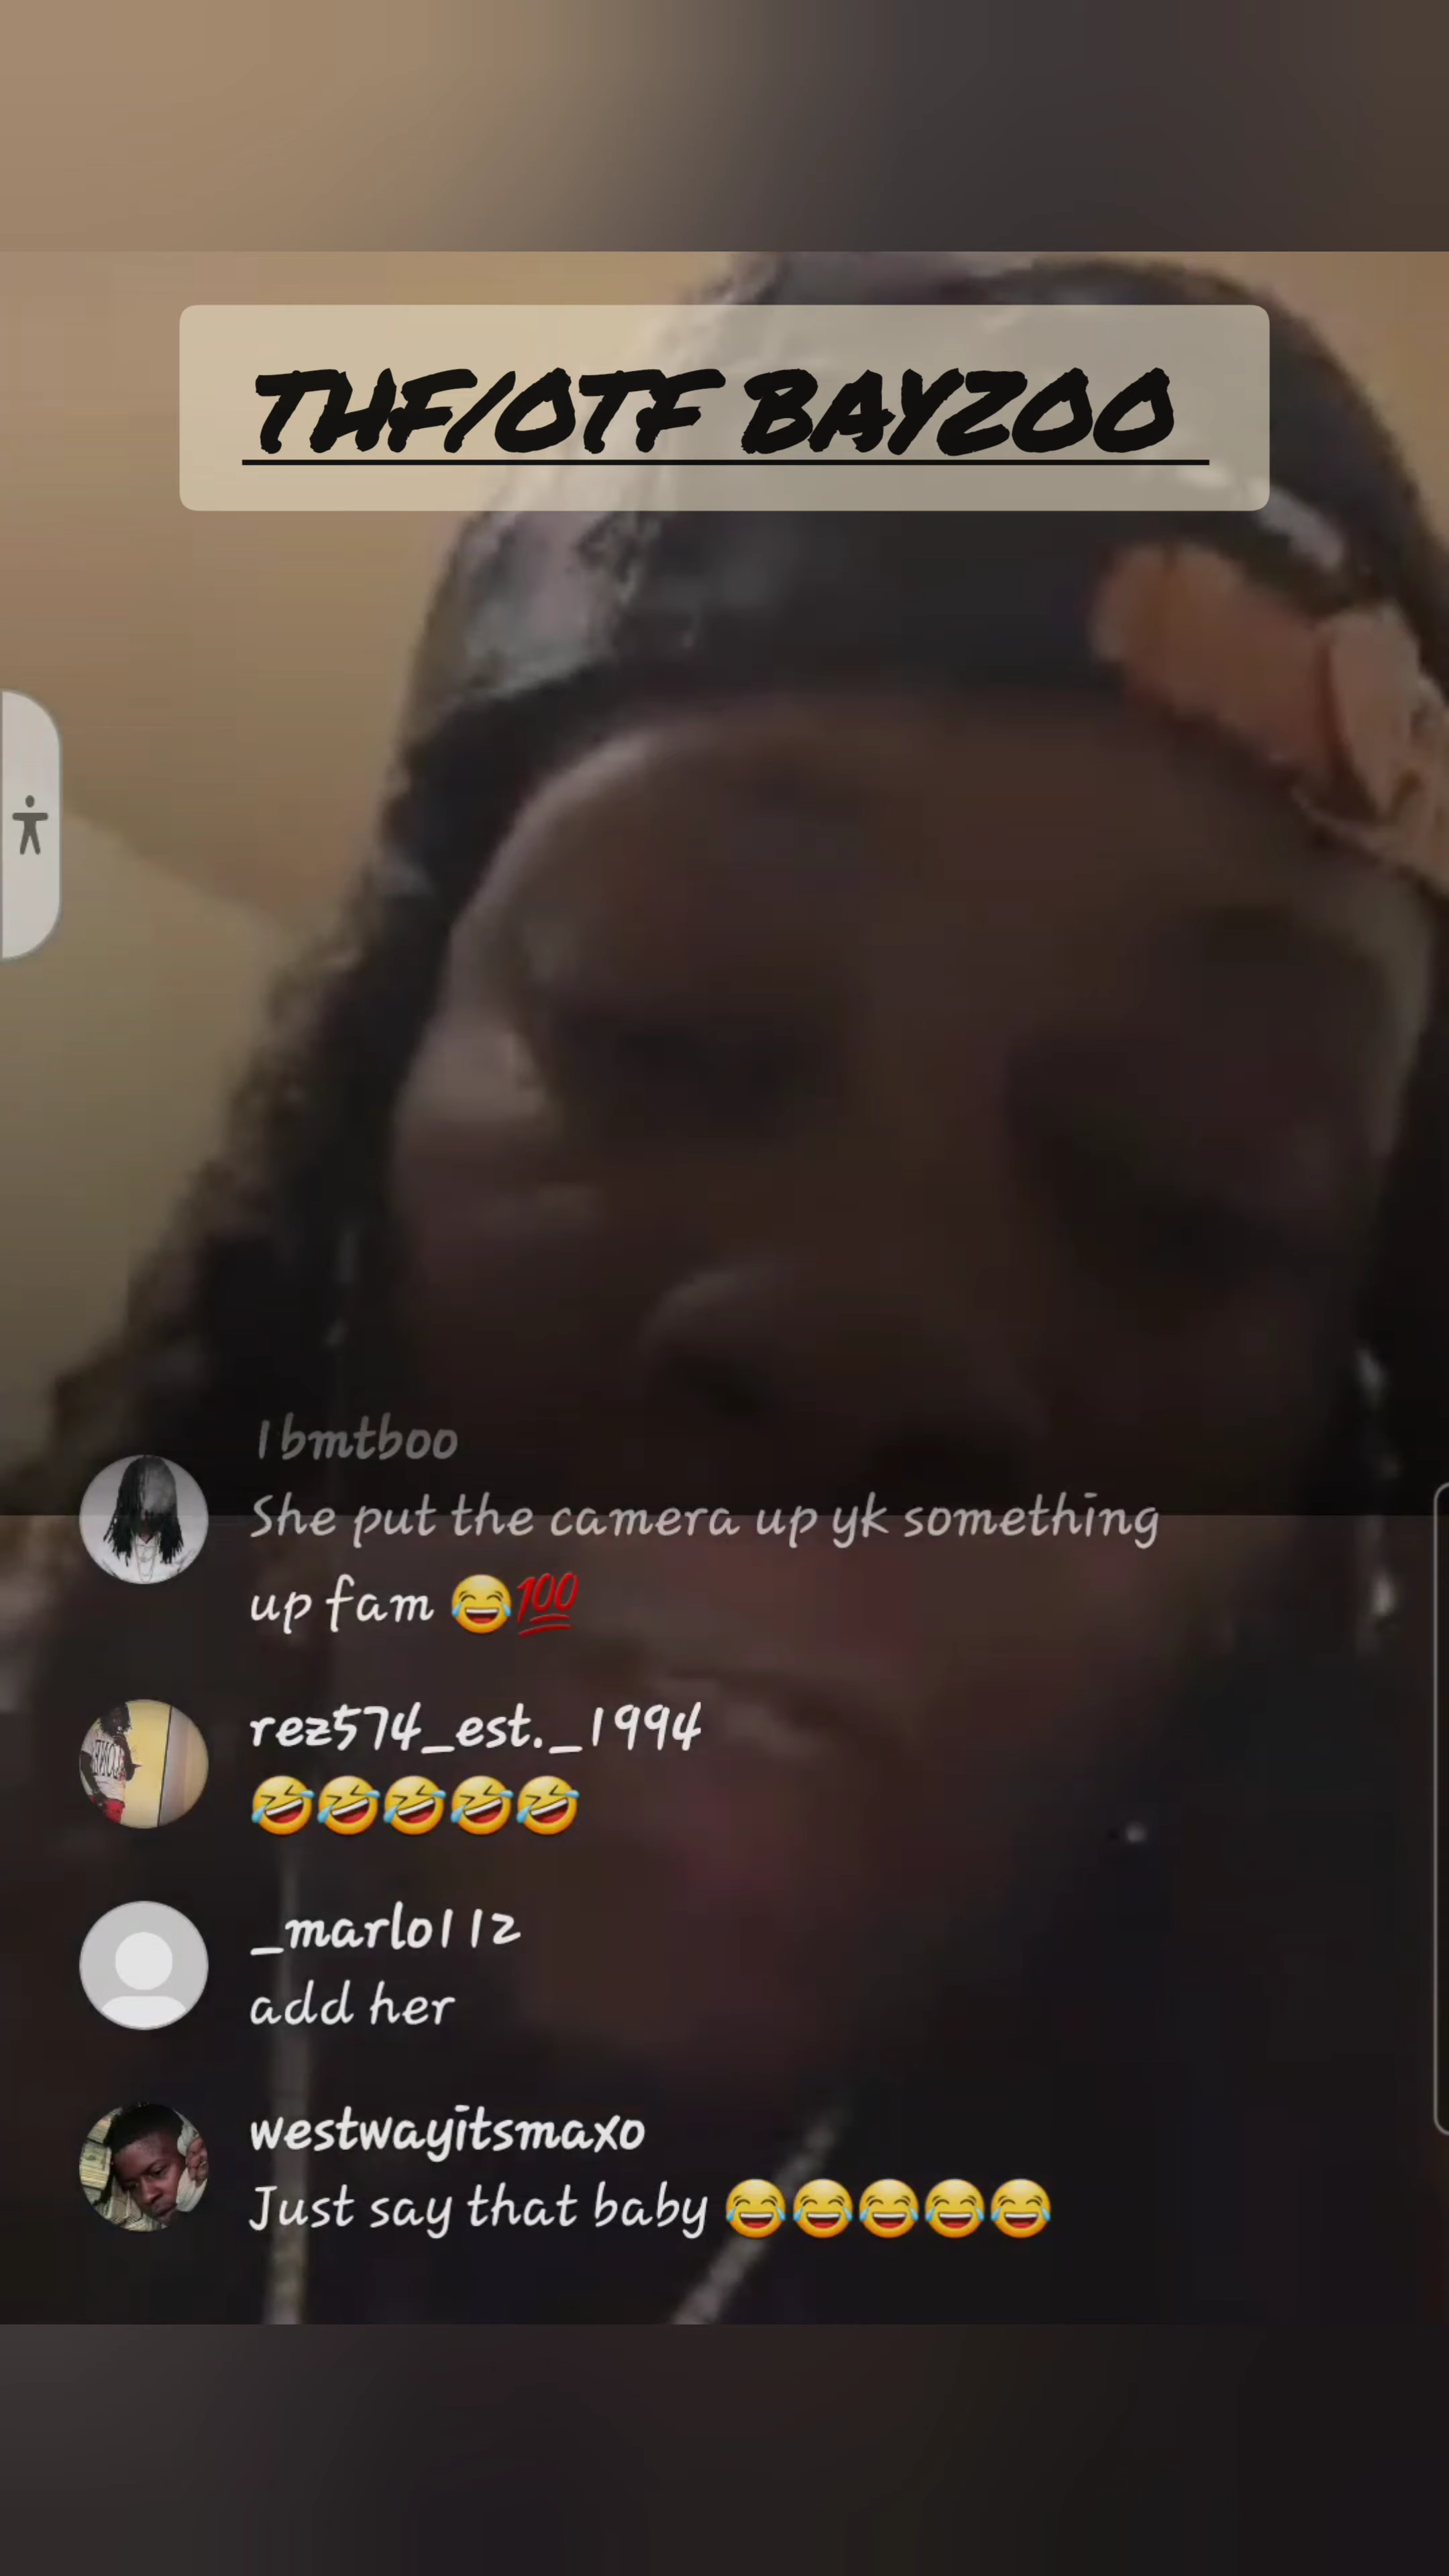 THF/OTF BAYZOO
1bmtboo
She put the camera up yk something
up fam 😂💯
rez574_est._1994
🤣🤣🤣🤣🤣
_marlo112
add her
westwayitsmaxo
Just say that baby 😂😂😂😂😂